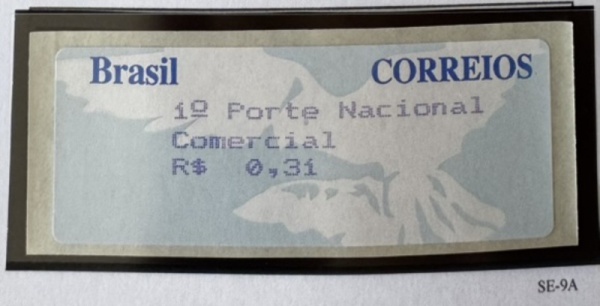 Brasil CORREIOS
1º Porte Nacional
Comercial
R$ 0,31
SE-9A